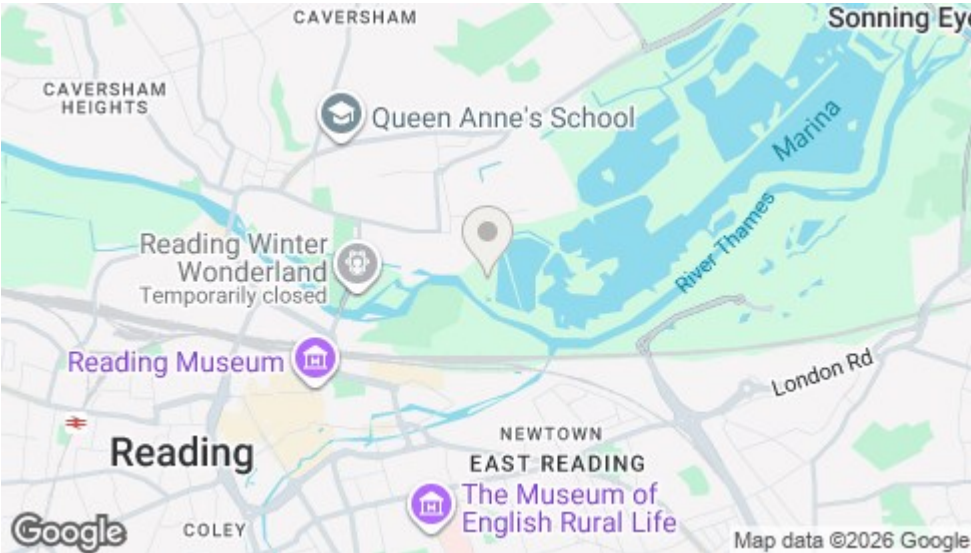 CAVERSHAM
Sonning Eye
CAVERSHAM
HEIGHTS
Queen Anne's School
Marina
River Thames
Reading Winter
Wonderland
Temporarily closed
Reading Museum
London Rd
Reading
NEWTOWN
EAST READING
The Museum of
English Rural Life
COLEY
Google
Map data ©2026 Google